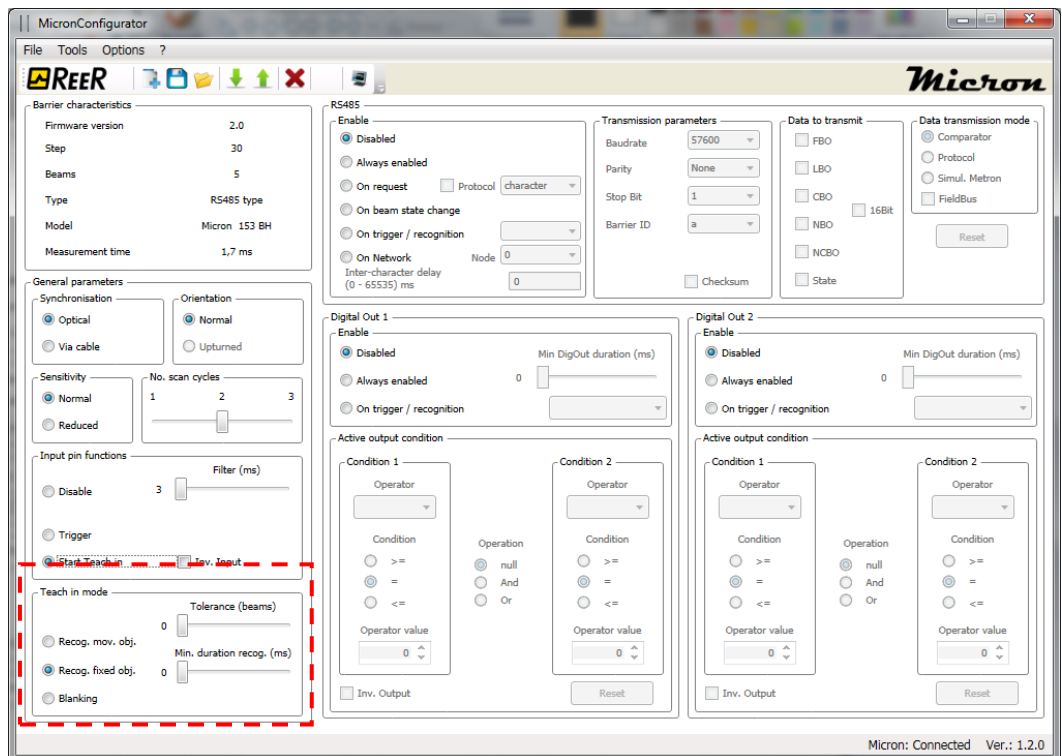 MicronConfigurator
File Tools Options ?
REER
Micron
Barrier characteristics
Firmware version 2.0
Step 30
Beams 5
Type RS485 type
Model Micron 153 BH
Measurement time 1,7 ms
General parameters
Synchronisation
Optical
Via cable
Orientation
Normal
Upturned
Sensitivity
Normal
Reduced
No. scan cycles
1 2 3
Input pin functions
Filter (ms)
Disable 3
Trigger
Start Teach in Inv. Input
Teach in mode
Tolerance (beams)
0
Recog. mov. obj.
Min. duration recog. (ms)
Recog. fixed obj. 0
Blanking
RS485
Enable
Disabled
Always enabled
On request Protocol character
On beam state change
On trigger / recognition
On Network Node 0
Inter-character delay
(0 - 65535) ms 0
Transmission parameters
Baudrate 57600
Parity None
Stop Bit 1
Barrier ID a
Checksum
Data to transmit
FBO
LBO
CBO
16Bit
NBO
NCBO
State
Data transmission mode
Comparator
Protocol
Simul. Metron
FieldBus
Reset
Digital Out 1
Enable
Disabled Min DigOut duration (ms)
Always enabled 0
On trigger / recognition
Active output condition
Condition 1
Operator
Condition
>=
=
<=
Operator value
0
Operation
null
And
Or
Condition 2
Operator
Condition
>=
=
<=
Operator value
0
Inv. Output Reset
Digital Out 2
Enable
Disabled Min DigOut duration (ms)
Always enabled 0
On trigger / recognition
Active output condition
Condition 1
Operator
Condition
>=
=
<=
Operator value
0
Operation
null
And
Or
Condition 2
Operator
Condition
>=
=
<=
Operator value
0
Inv. Output Reset
Micron: Connected Ver.: 1.2.0